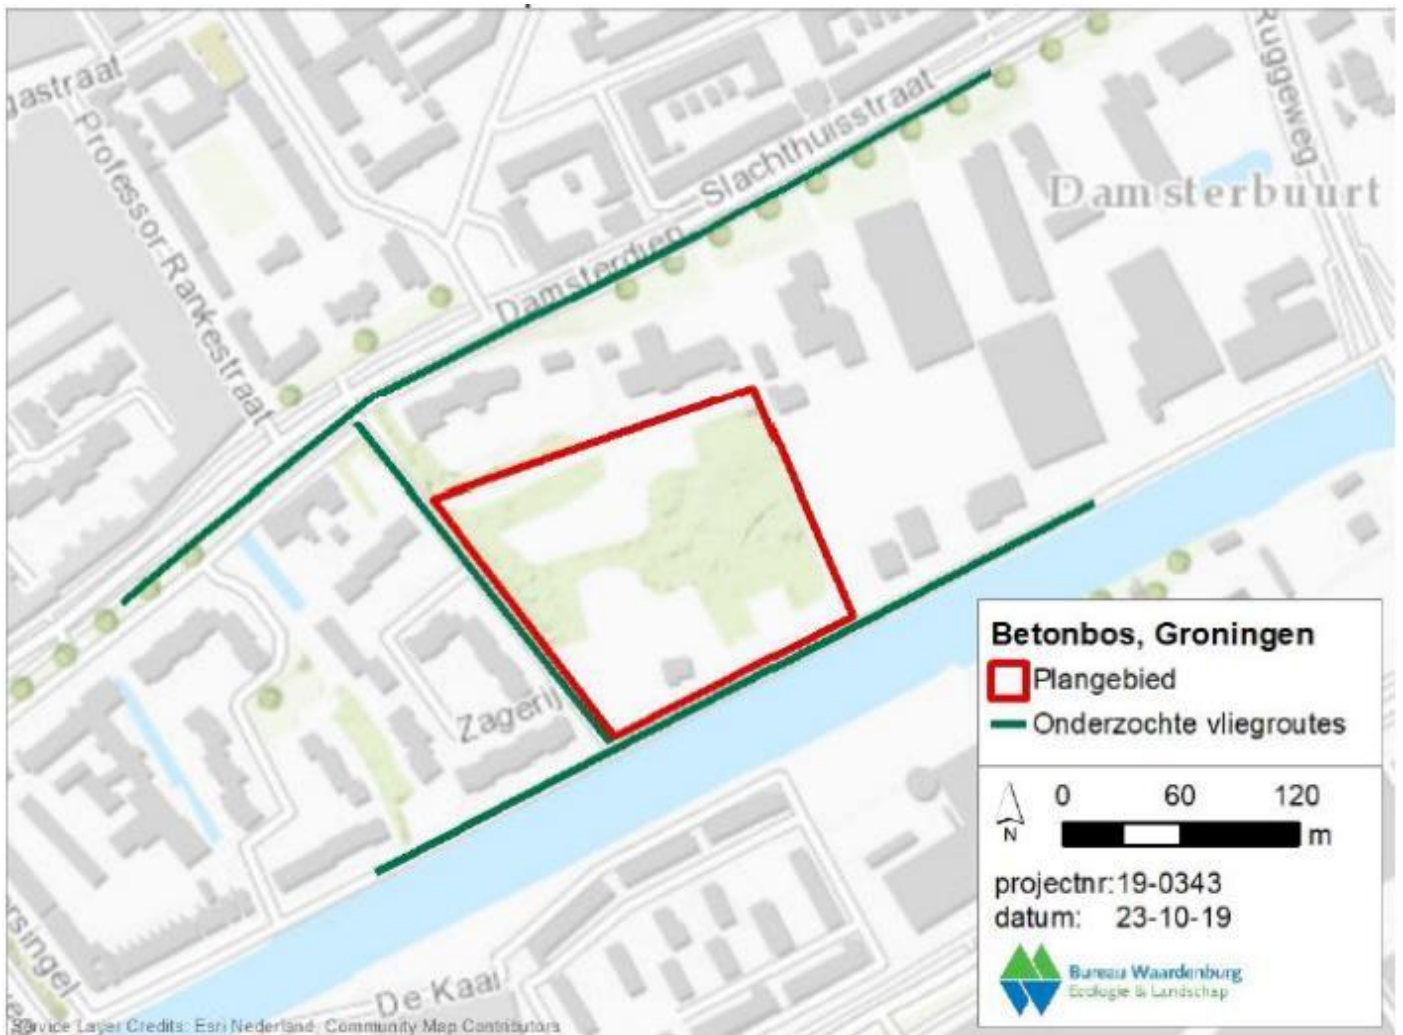 gastraat
Professor Rankestraat
Slachthuisstraat
Damsterdiep
Ruggeweg
Damsterbuurt
Zagerij
De Kaai
rsingel
Betonbos, Groningen
Plangebied
Onderzochte vliegroutes
0 60 120
m
N
projectnr:19-0343
datum: 23-10-19
Bureau Waardenburg
Ecologie & Landschap
Service Layer Credits: Esri Nederland, Community Map Contributors